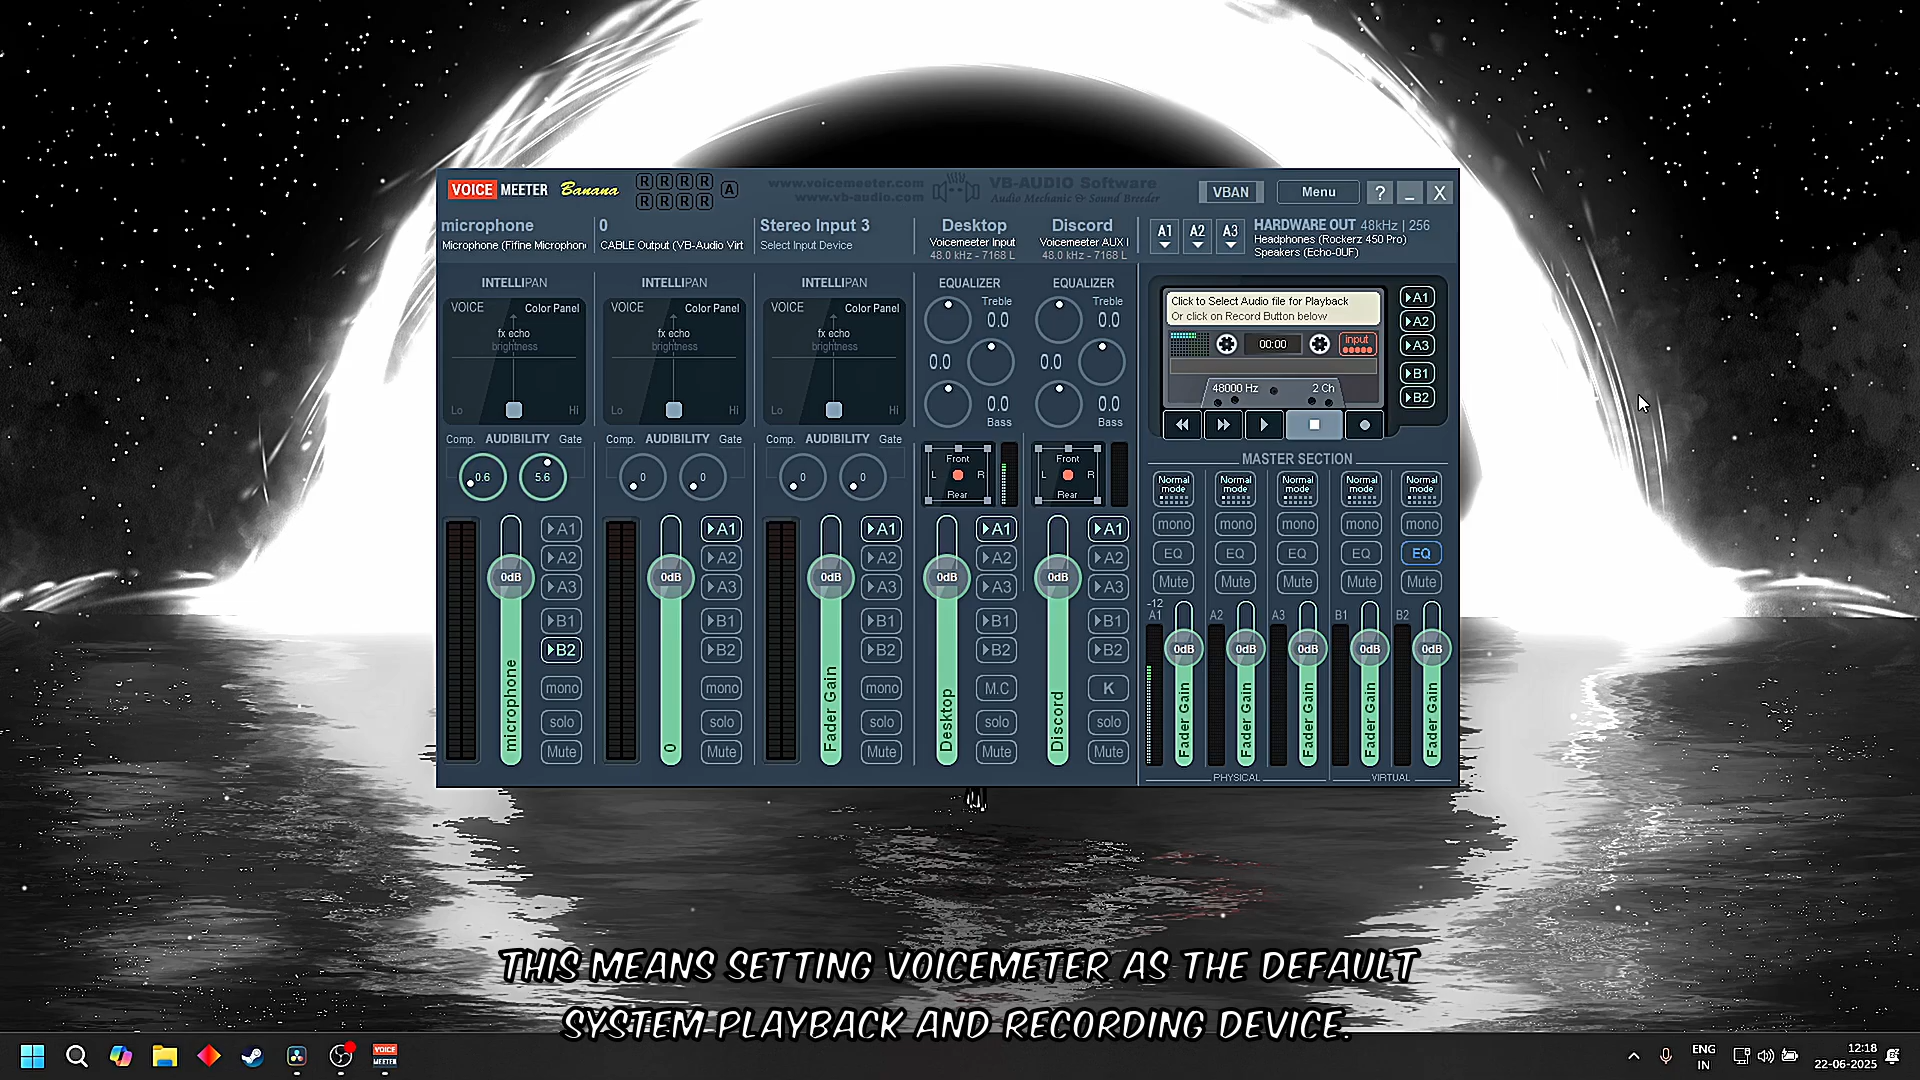 VOICE MEETER Banana
R R R R A
R R R R
www.voicemeeter.com
www.vb-audio.com
VB-AUDIO Software
Audio Mechanic & Sound Breeder
VBAN Menu ? _ X
microphone
Microphone (Fifine Microphon
0
CABLE Output (VB-Audio Virt
Stereo Input 3
Select Input Device
Desktop
Voicemeeter Input
48.0 kHz - 7168 L
Discord
Voicemeeter AUX I
48.0 kHz - 7168 L
A1 A2 A3
HARDWARE OUT 48kHz | 256
Headphones (Rockerz 450 Pro)
Speakers (Echo-0UF)
INTELLIPAN INTELLIPAN INTELLIPAN EQUALIZER EQUALIZER
VOICE Color Panel VOICE Color Panel VOICE Color Panel
fx echo fx echo fx echo
brightness brightness brightness
Lo Hi Lo Hi Lo Hi
Treble Treble
0.0 0.0
0.0 0.0
0.0 0.0
Bass Bass
Click to Select Audio file for Playback
Or click on Record Button below
00:00 input
48000 Hz 2 Ch
A1
A2
A3
B1
B2
Comp. AUDIBILITY Gate Comp. AUDIBILITY Gate Comp. AUDIBILITY Gate
0.6 5.6 0 0 0 0
Front Front
L R L R
Rear Rear
MASTER SECTION
Normal Normal Normal Normal Normal
mode mode mode mode mode
mono mono mono mono mono
EQ EQ EQ EQ EQ
Mute Mute Mute Mute Mute
A1 A1 A1 A1 A1
A2 A2 A2 A2 A2
0dB 0dB 0dB 0dB 0dB
A3 A3 A3 A3 A3
B1 B1 B1 B1 B1
B2 B2 B2 B2 B2
mono mono mono M.C K
solo solo solo solo solo
Mute Mute Mute Mute Mute
microphone 0 Fader Gain Desktop Discord
-12
A1 A2 A3 B1 B2
0dB 0dB 0dB 0dB 0dB
Fader Gain Fader Gain Fader Gain Fader Gain Fader Gain
PHYSICAL VIRTUAL
THIS MEANS SETTING VOICEMETER AS THE DEFAULT
SYSTEM PLAYBACK AND RECORDING DEVICE.
VOICE
MEETER
ENG
IN
12:18
22-06-2025